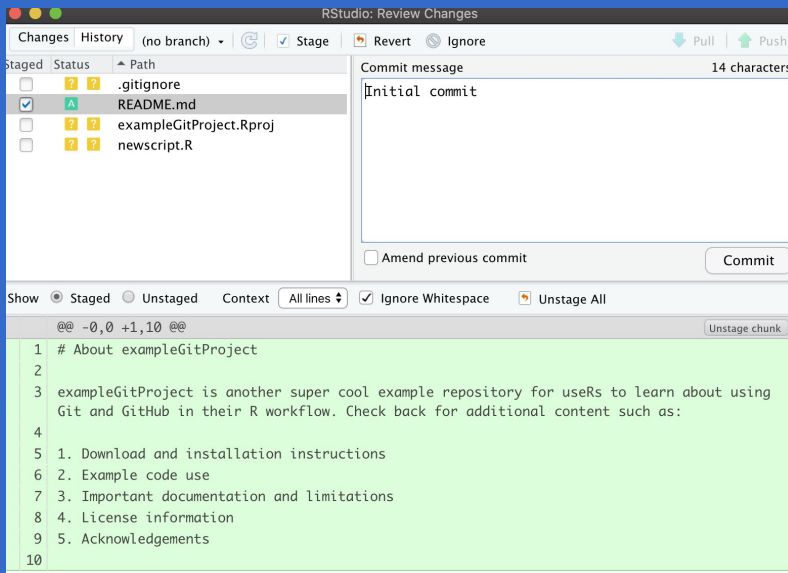 RStudio: Review Changes
Changes History (no branch) Stage Revert Ignore Pull Push
Staged Status Path Commit message 14 characters
? ? .gitignore
A README.md
? ? exampleGitProject.Rproj
? ? newscript.R
Initial commit
Amend previous commit Commit
Show Staged Unstaged Context All lines Ignore Whitespace Unstage All
@@ -0,0 +1,10 @@ Unstage chunk
1 # About exampleGitProject
2
3 exampleGitProject is another super cool example repository for useRs to learn about using
Git and GitHub in their R workflow. Check back for additional content such as:
4
5 1. Download and installation instructions
6 2. Example code use
7 3. Important documentation and limitations
8 4. License information
9 5. Acknowledgements
10